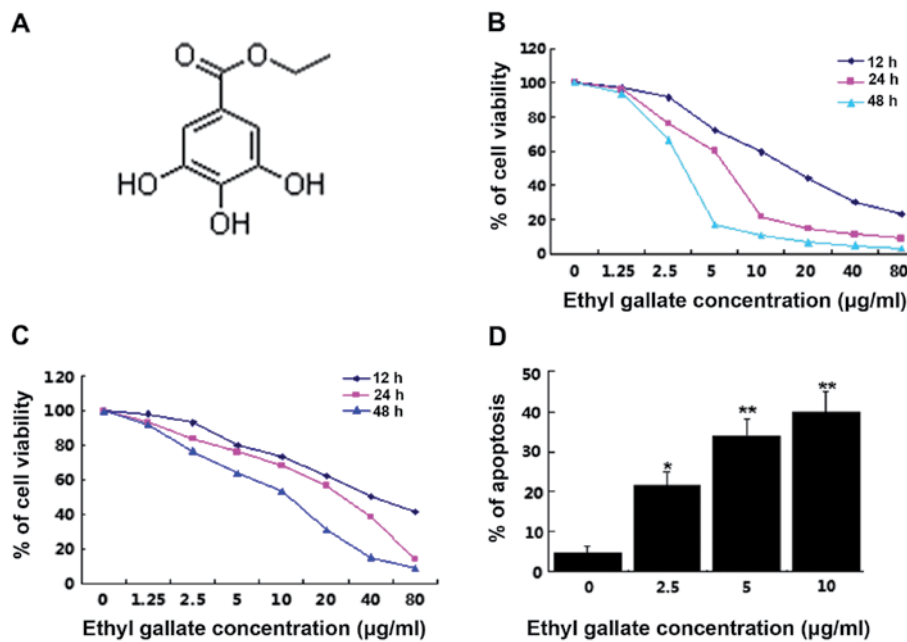 A
O
O
HO
OH
OH
B
120
100
80
60
40
20
0
% of cell viability
12 h
24 h
48 h
0 1.25 2.5 5 10 20 40 80
Ethyl gallate concentration (µg/ml)
C
120
100
80
60
40
20
0
% of cell viability
12 h
24 h
48 h
0 1.25 2.5 5 10 20 40 80
Ethyl gallate concentration (µg/ml)
D
50
40
30
20
10
0
% of apoptosis
*
**
**
0 2.5 5 10
Ethyl gallate concentration (µg/ml)